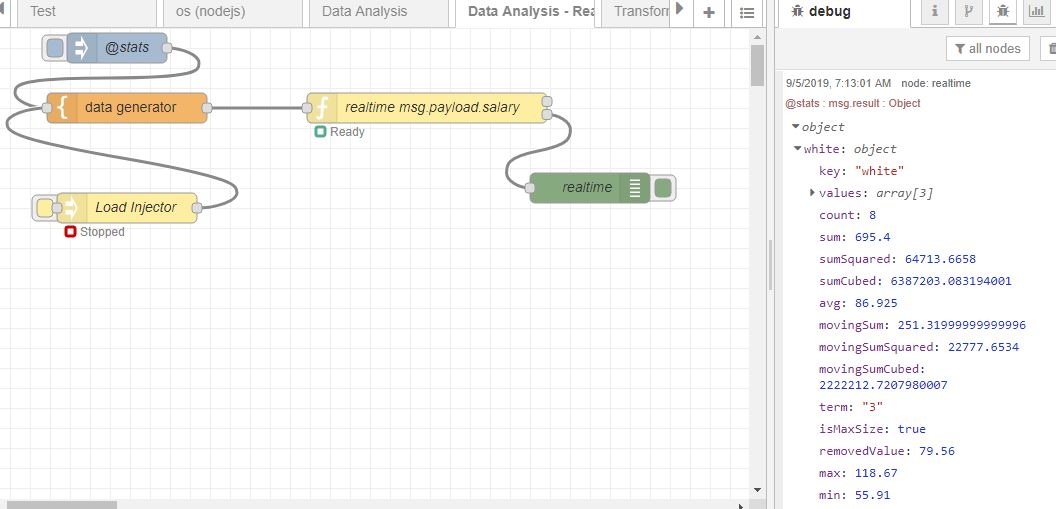 Test
os (nodejs)
Data Analysis
Data Analysis - Rea
Transforn
debug
all nodes
@stats
data generator
realtime msg.payload.salary
Ready
realtime
Load Injector
Stopped
9/5/2019, 7:13:01 AM node: realtime
@stats : msg.result : Object
object
white: object
key: "white"
values: array[3]
count: 8
sum: 695.4
sumSquared: 64713.6658
sumCubed: 6387203.083194001
avg: 86.925
movingSum: 251.31999999999996
movingSumSquared: 22777.6534
movingSumCubed:
2222212.7207980007
term: "3"
isMaxSize: true
removedValue: 79.56
max: 118.67
min: 55.91